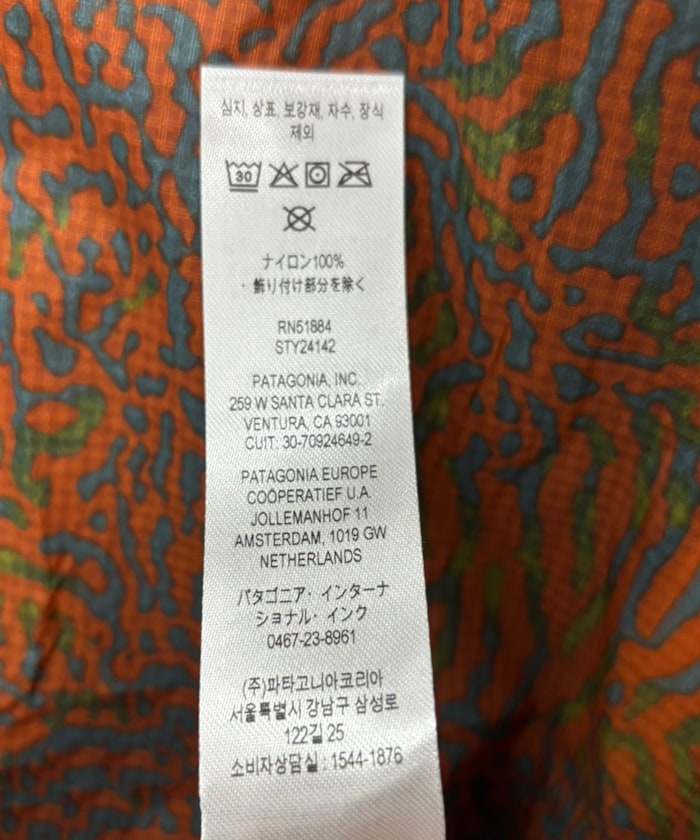 심지, 상표, 보강재, 자수, 장식
제외
30
ナイロン100%
・飾り付け部分を除く
RN51884
STY24142
PATAGONIA, INC.
259 W SANTA CLARA ST.
VENTURA, CA 93001
CUIT: 30-70924649-2
PATAGONIA EUROPE
COÖPERATIEF U.A.
JOLLEMANHOF 11
AMSTERDAM, 1019 GW
NETHERLANDS
パタゴニア・インターナ
ショナル・インク
0467-23-8961
(주)파타고니아코리아
서울특별시 강남구 삼성로
122길 25
소비자상담실 : 1544-1876